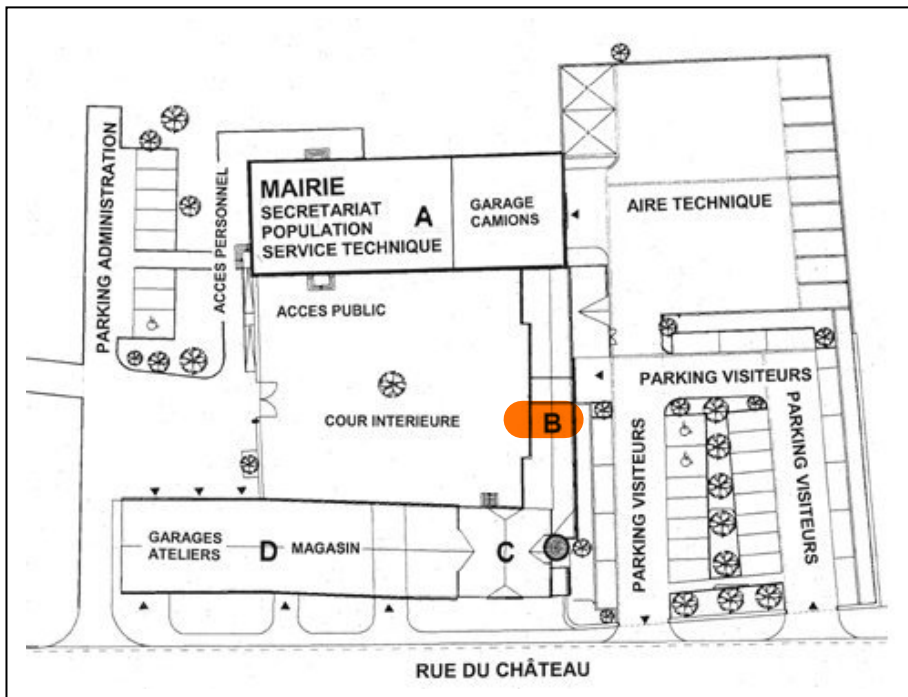 PARKING ADMINISTRATION
ACCES PERSONNEL
MAIRIE
SECRETARIAT
POPULATION
SERVICE TECHNIQUE
A
GARAGE
CAMIONS
AIRE TECHNIQUE
ACCES PUBLIC
COUR INTERIEURE
B
PARKING VISITEURS
PARKING VISITEURS
PARKING VISITEURS
GARAGES
ATELIERS
D
MAGASIN
C
RUE DU CHÂTEAU